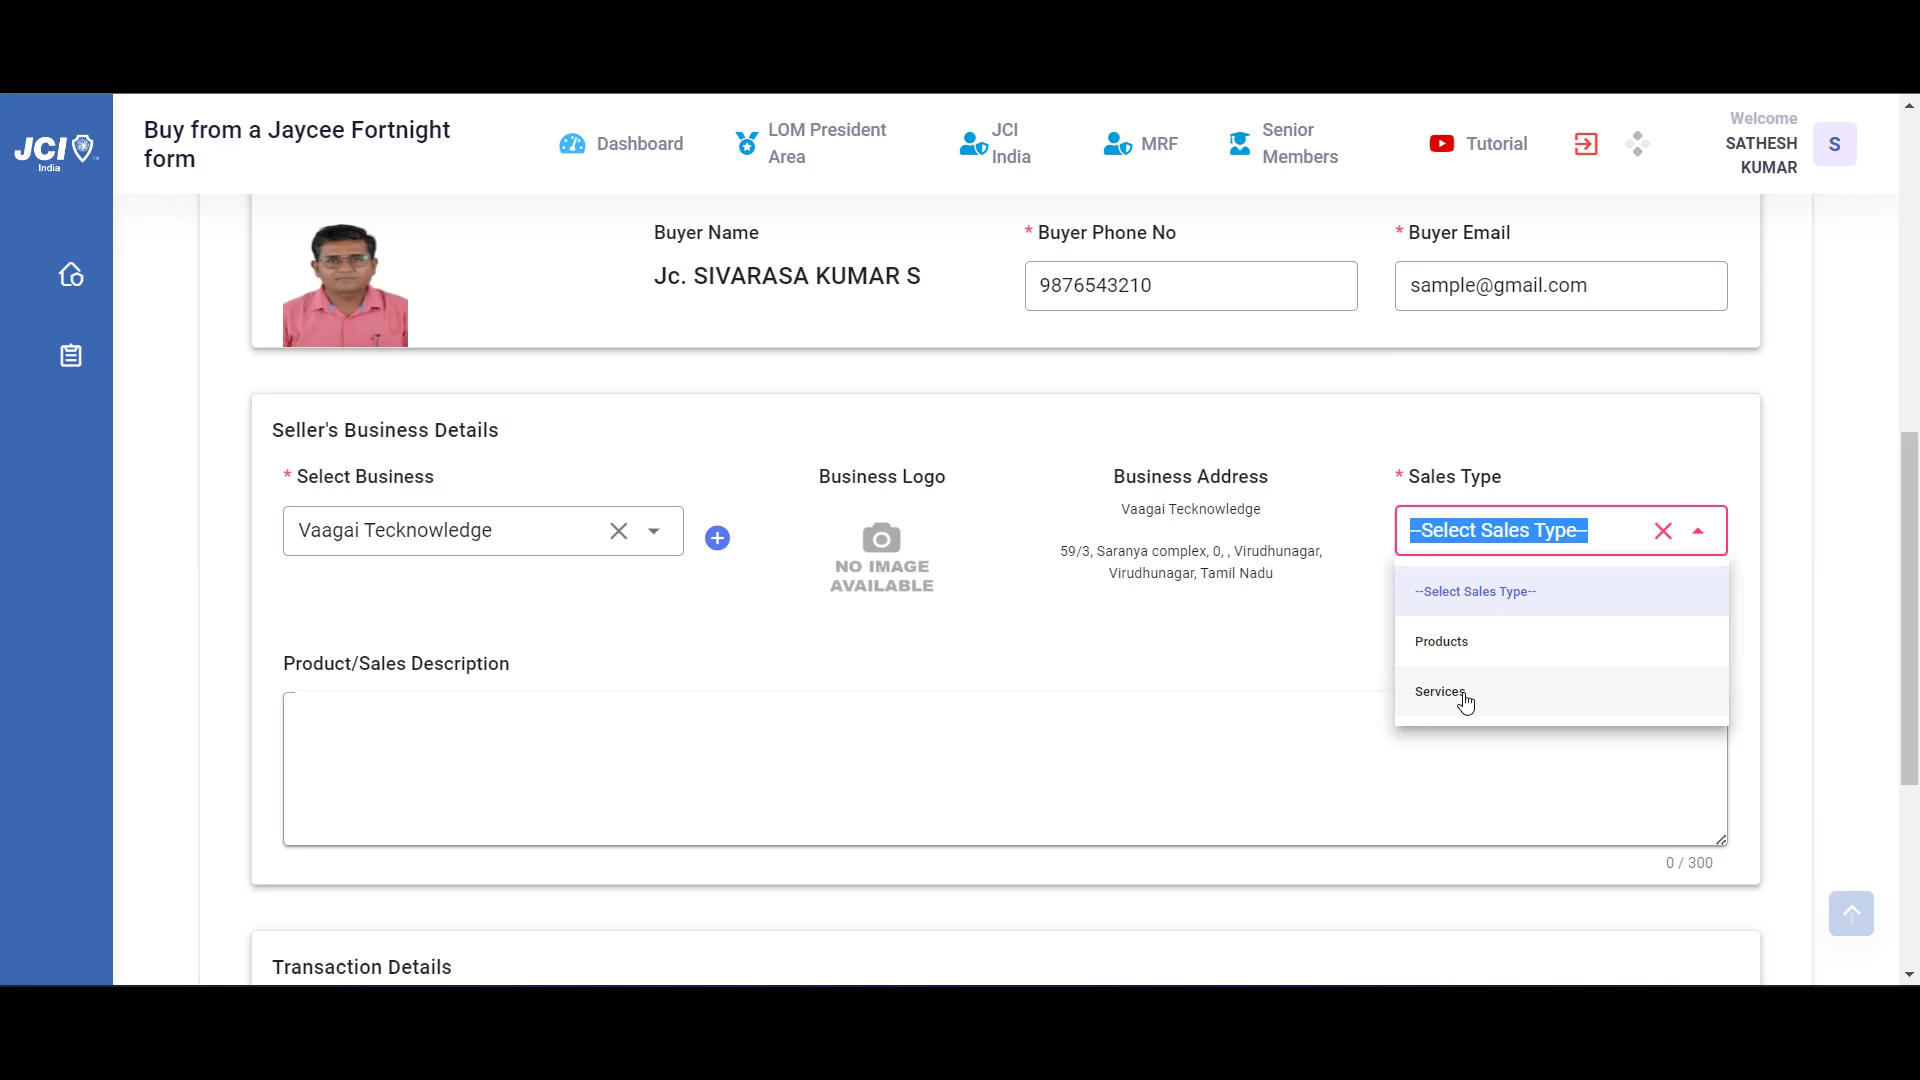 JCI
India
Buy from a Jaycee Fortnight
form
Dashboard
LOM President
Area
JCI
India
MRF
Senior
Members
Tutorial
Welcome
SATHESH
KUMAR
S
Buyer Name
Jc. SIVARASA KUMAR S
* Buyer Phone No
9876543210
* Buyer Email
sample@gmail.com
Seller's Business Details
* Select Business
Vaagai Tecknowledge
Business Logo
NO IMAGE
AVAILABLE
Business Address
Vaagai Tecknowledge
59/3, Saranya complex, 0, , Virudhunagar,
Virudhunagar, Tamil Nadu
* Sales Type
--Select Sales Type--
--Select Sales Type--
Products
Services
Product/Sales Description
0 / 300
Transaction Details